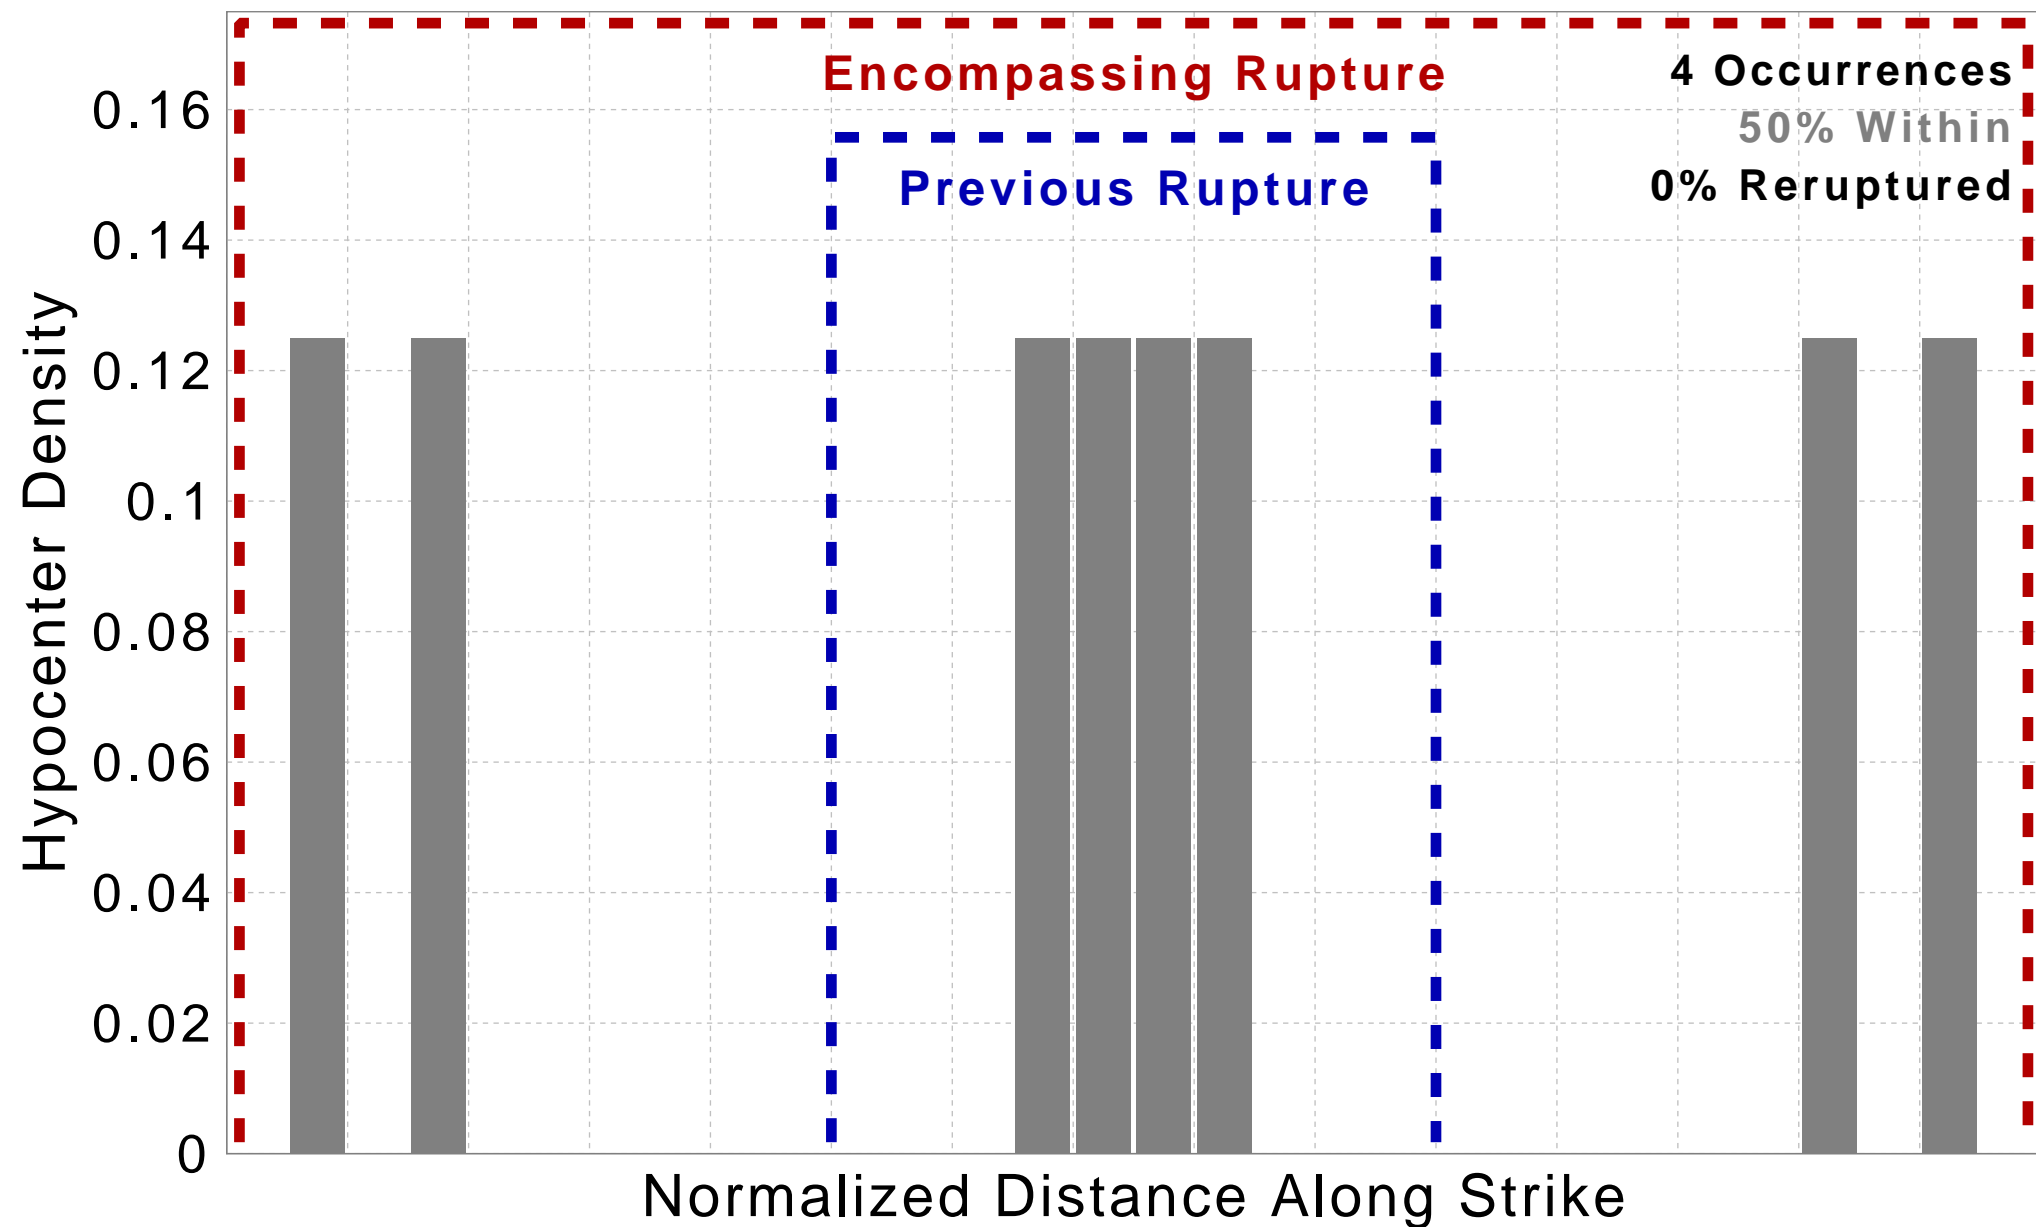 Encompassing Rupture
4 Occurrences
50% Within
0% Reruptured
Previous Rupture
0.16
0.14
0.12
0.1
0.08
0.06
0.04
0.02
0
Hypocenter Density
Normalized Distance Along Strike